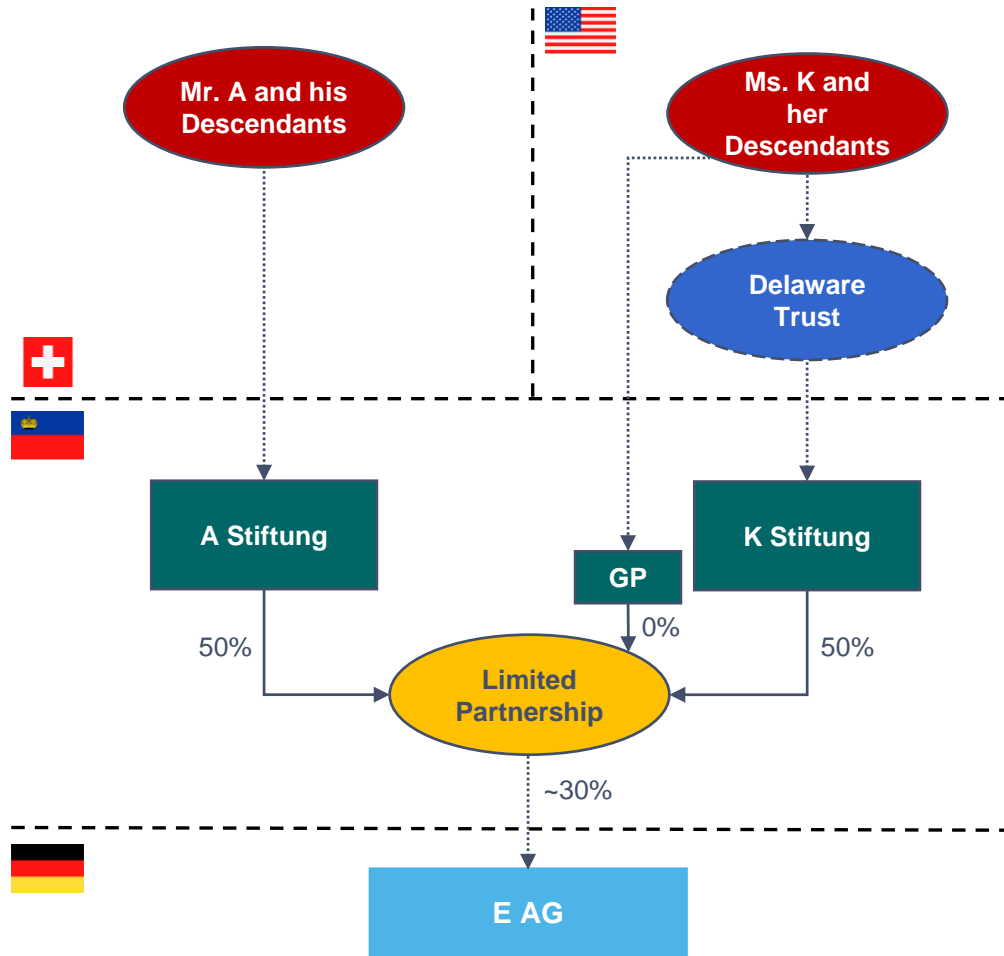 Mr. A and his
Descendants
Ms. K and
her
Descendants
Delaware
Trust
A Stiftung
K Stiftung
GP
50%
0%
50%
Limited
Partnership
~30%
E AG